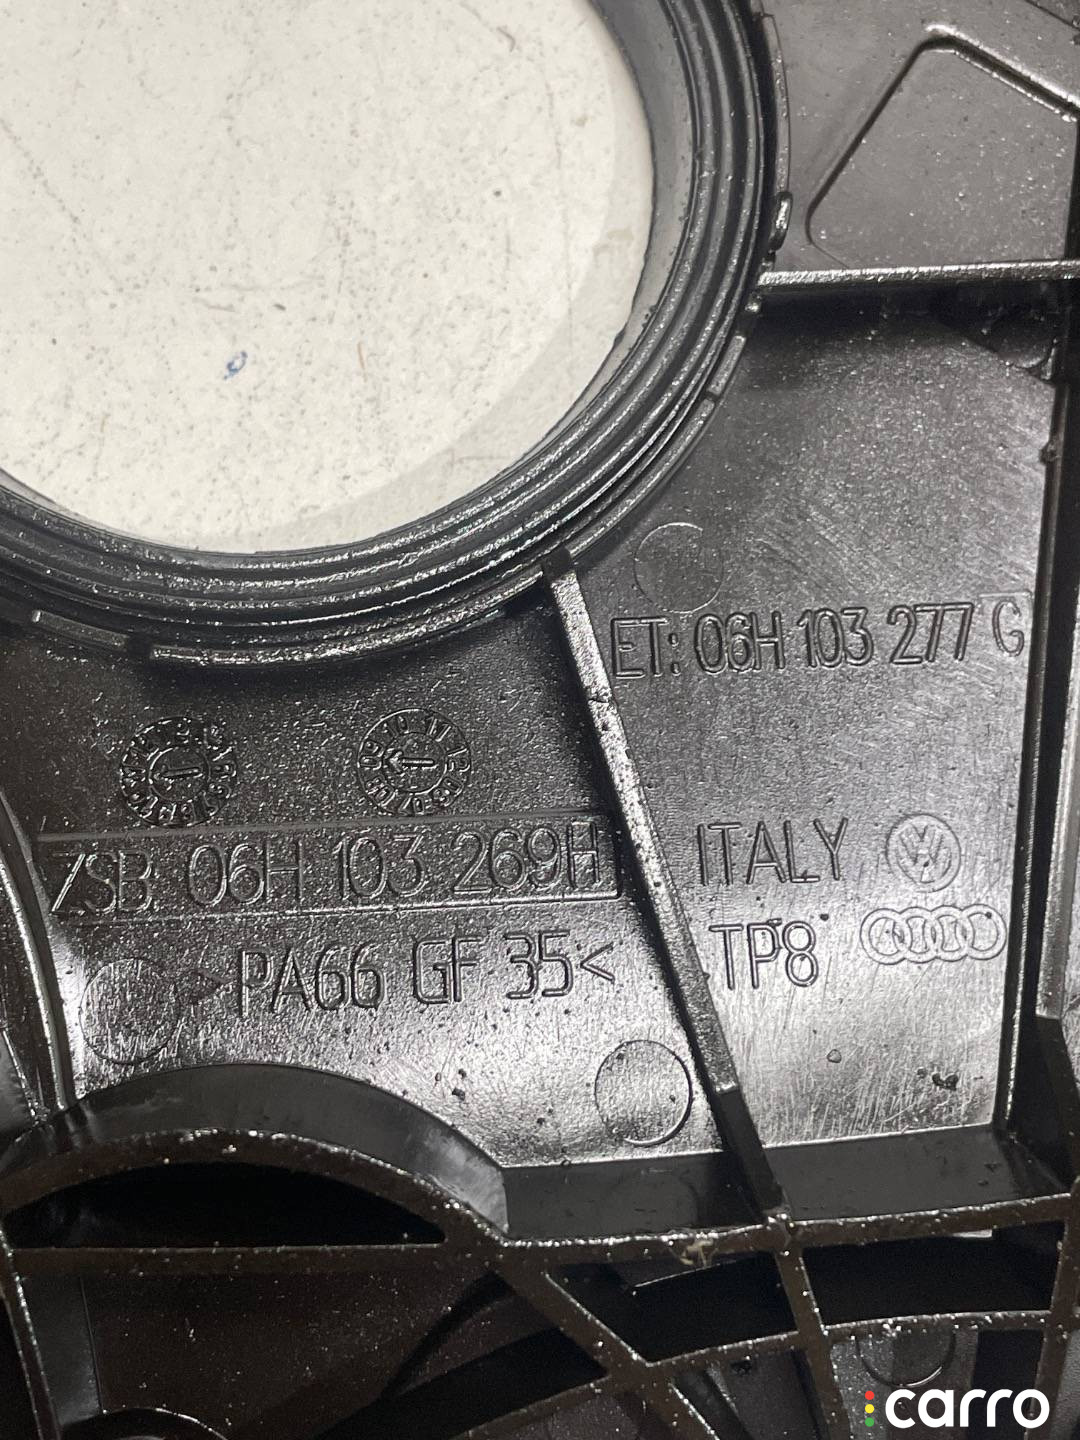 ET: 06H 103 277 G
ZSB 06H 103 269H
ITALY
>PA66 GF 35<
TP8
carro